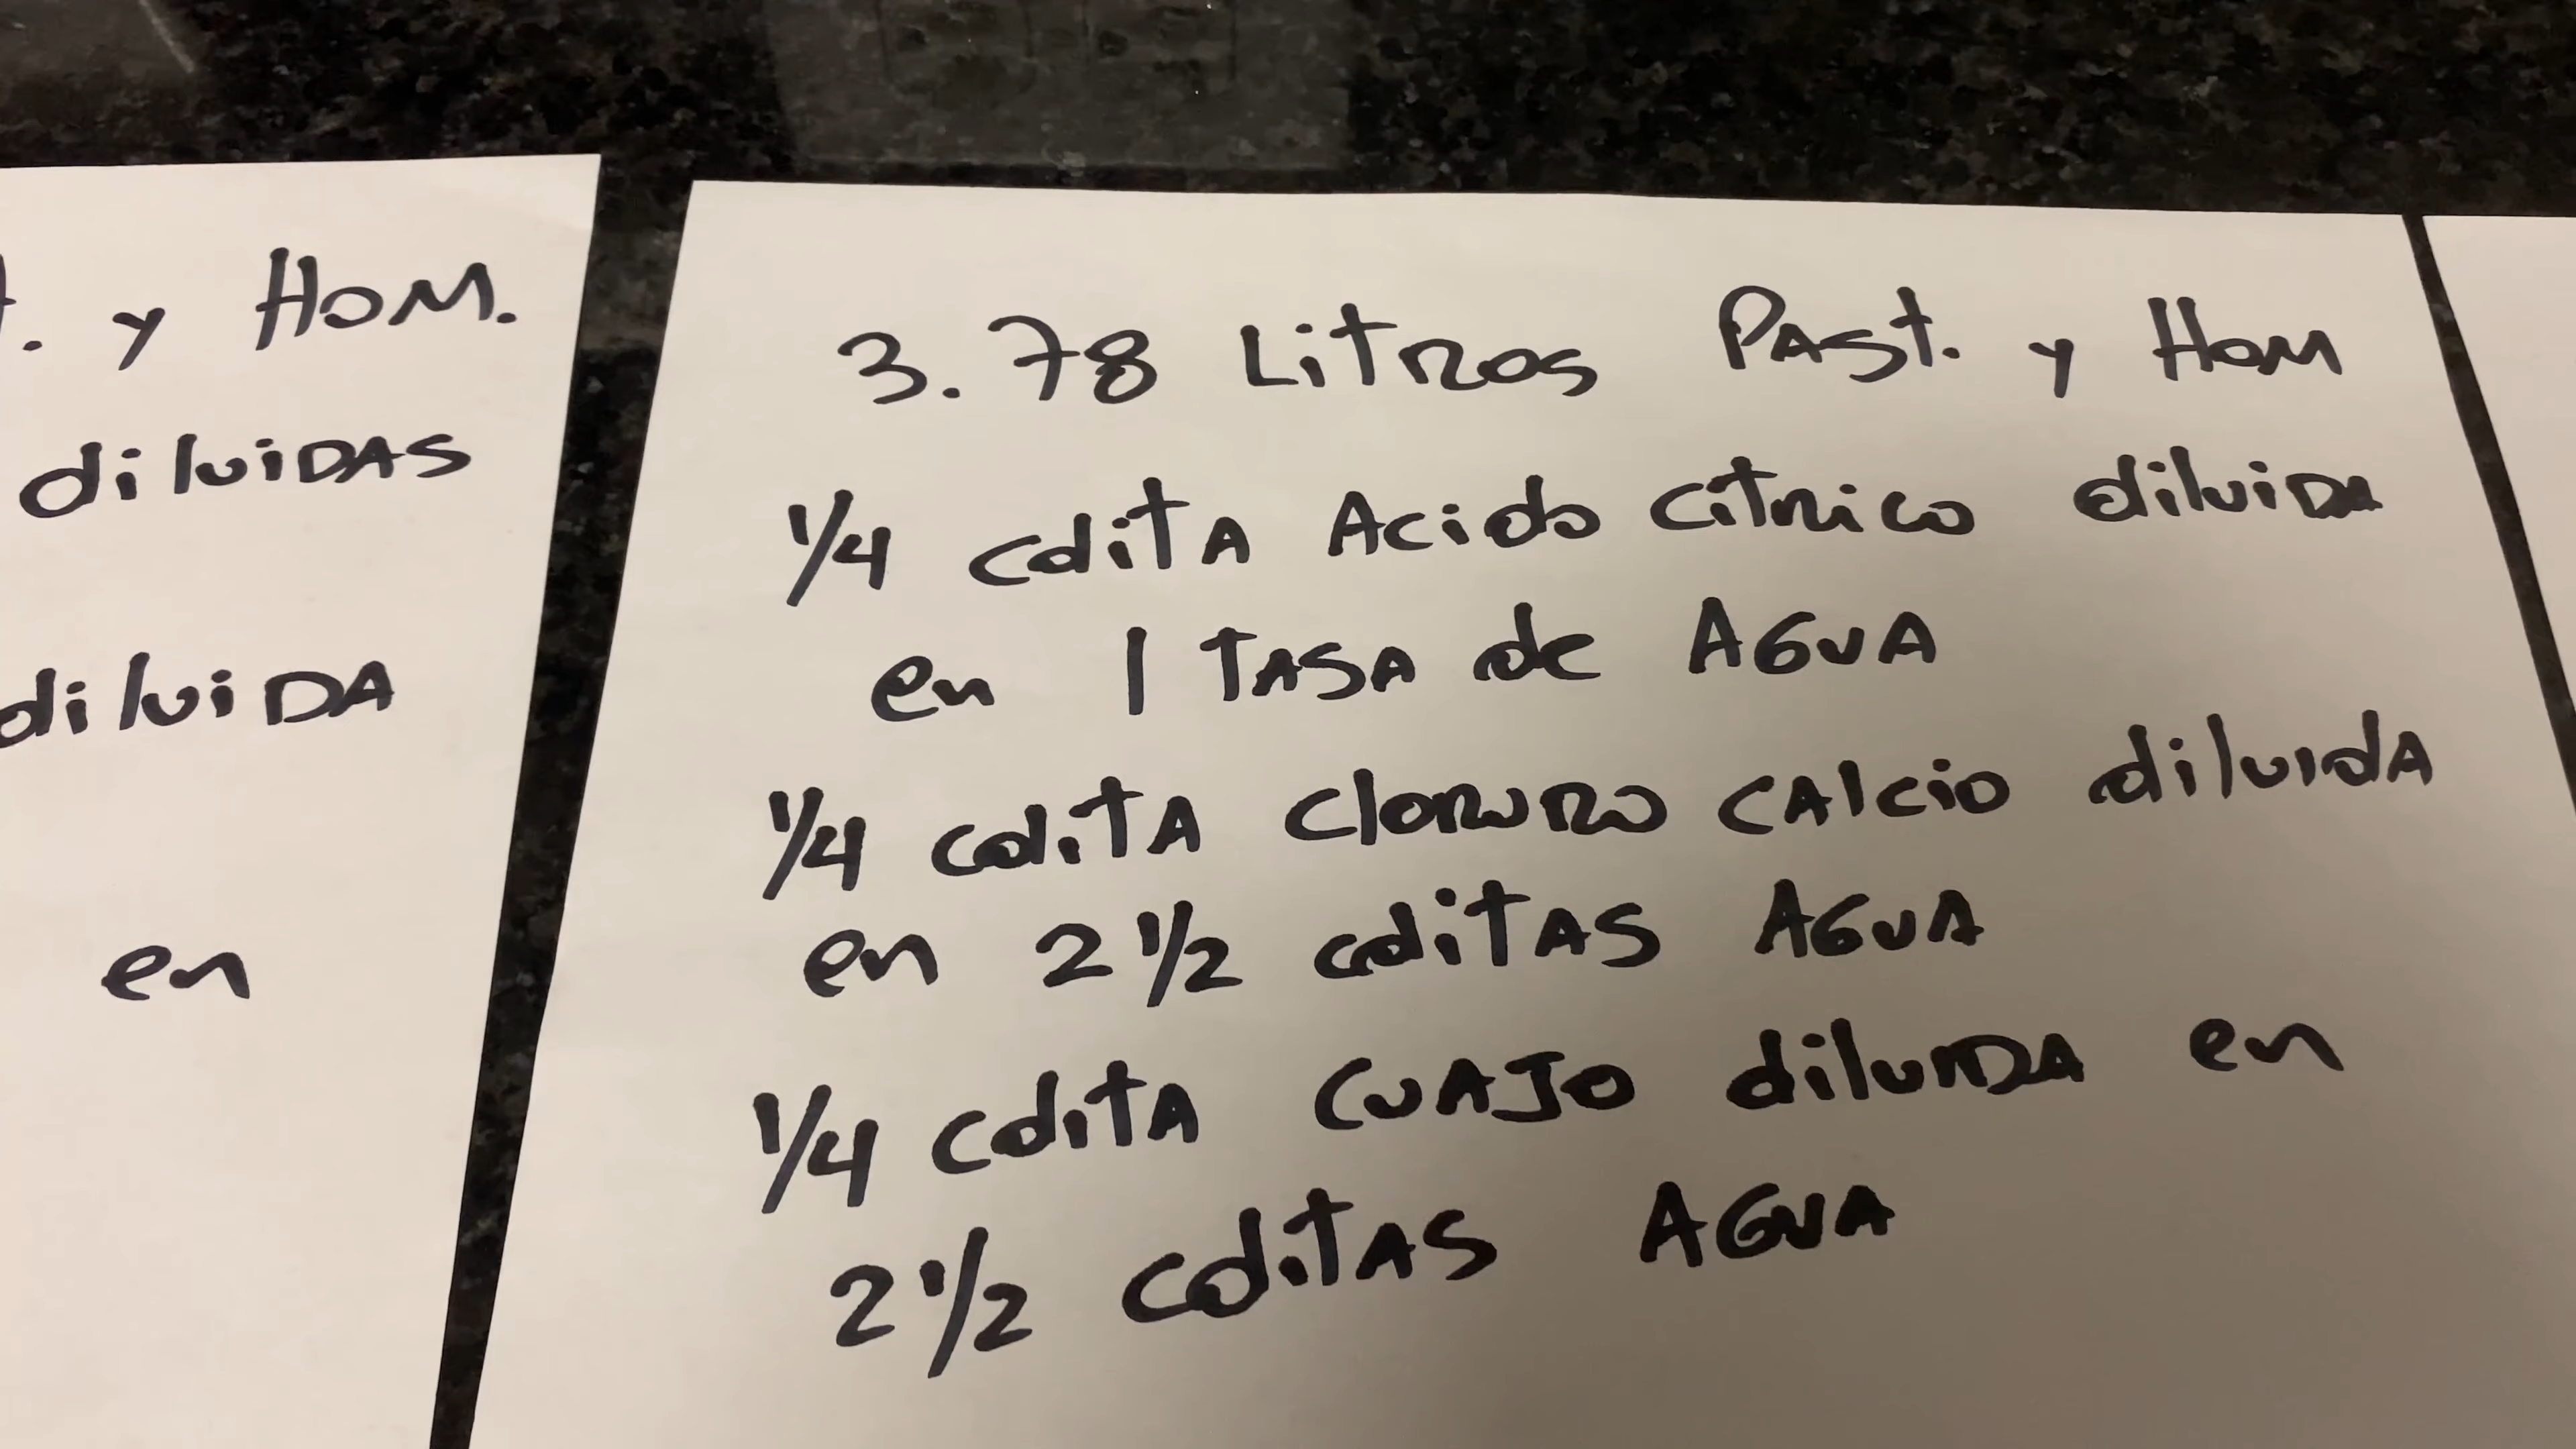 . y HOM.
diluiDAS
diluiDA
en
3.78 Litros PAST. y HOM
1/4 cditA Acido cítrico diluiDA
en 1 TASA de AGUA
1/4 cditA cloruro CAlcio diluidA
en 2 1/2 cditAS AGUA
1/4 cditA CUAJO diluiDA en
2 1/2 cditAS AGUA